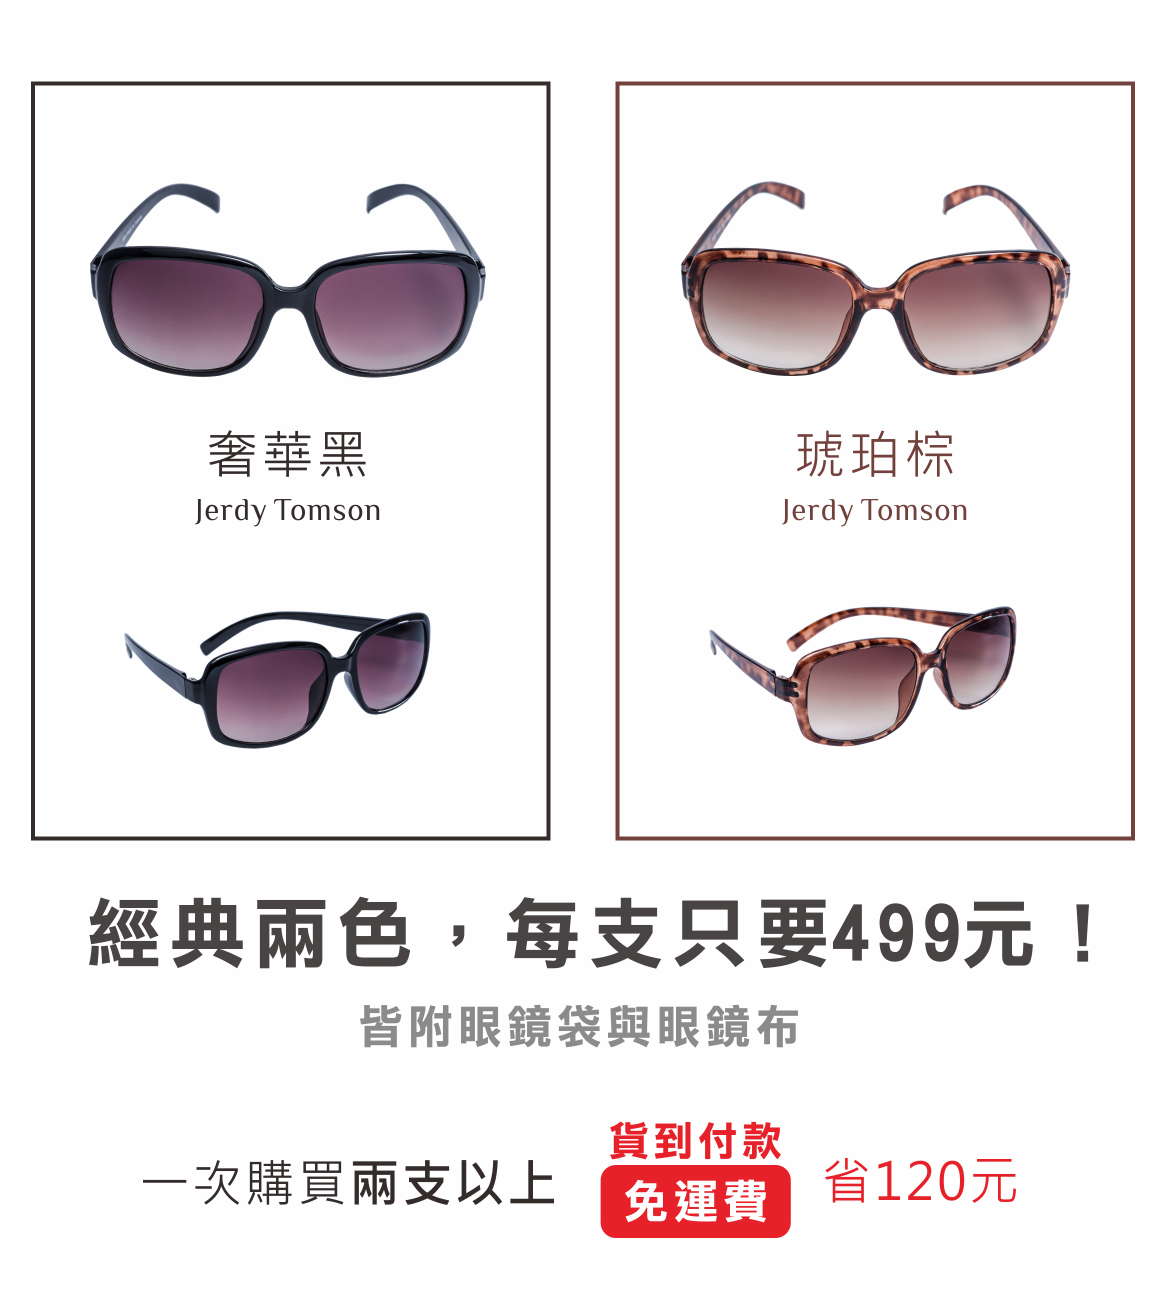 奢華黑
Jerdy Tomson
琥珀棕
Jerdy Tomson
經典兩色，每支只要499元！
皆附眼鏡袋與眼鏡布
一次購買兩支以上
貨到付款
免運費
省120元